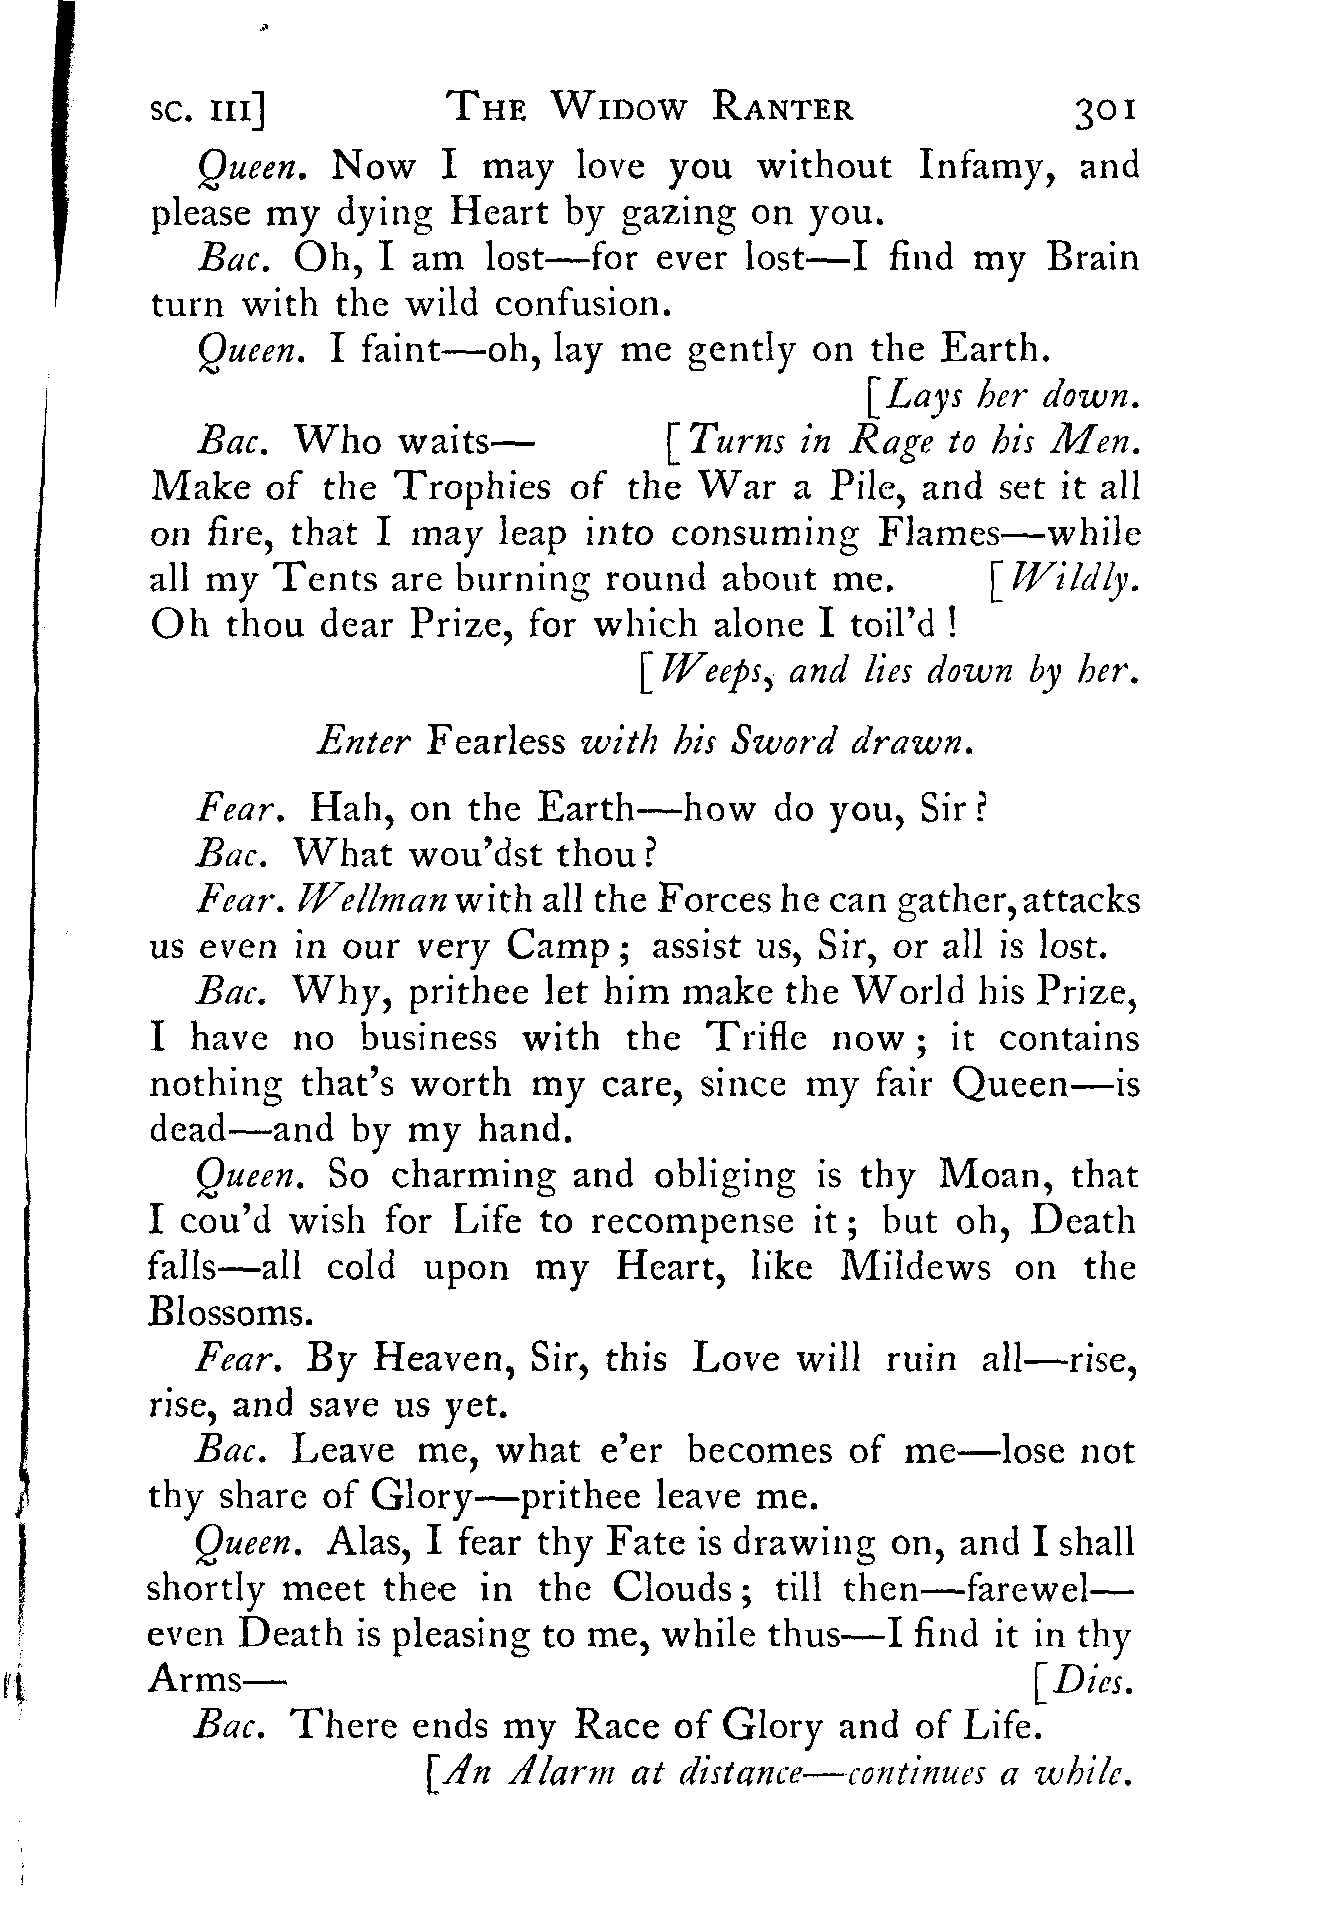 SC. III] THE WIDOW RANTER 301
Queen. Now I may love you without Infamy, and
please my dying Heart by gazing on you.
Bac. Oh, I am lost—for ever lost—I find my Brain
turn with the wild confusion.
Queen. I faint—oh, lay me gently on the Earth.
[Lays her down.
Bac. Who waits— [Turns in Rage to his Men.
Make of the Trophies of the War a Pile, and set it all
on fire, that I may leap into consuming Flames—while
all my Tents are burning round about me. [Wildly.
Oh thou dear Prize, for which alone I toil'd!
[Weeps, and lies down by her.
Enter Fearless with his Sword drawn.
Fear. Hah, on the Earth—how do you, Sir?
Bac. What wou'dst thou?
Fear. Wellman with all the Forces he can gather, attacks
us even in our very Camp; assist us, Sir, or all is lost.
Bac. Why, prithee let him make the World his Prize,
I have no business with the Trifle now; it contains
nothing that's worth my care, since my fair Queen—is
dead—and by my hand.
Queen. So charming and obliging is thy Moan, that
I cou'd wish for Life to recompense it; but oh, Death
falls—all cold upon my Heart, like Mildews on the
Blossoms.
Fear. By Heaven, Sir, this Love will ruin all—rise,
rise, and save us yet.
Bac. Leave me, what e'er becomes of me—lose not
thy share of Glory—prithee leave me.
Queen. Alas, I fear thy Fate is drawing on, and I shall
shortly meet thee in the Clouds; till then—farewel—
even Death is pleasing to me, while thus—I find it in thy
Arms— [Dies.
Bac. There ends my Race of Glory and of Life.
[An Alarm at distance—continues a while.